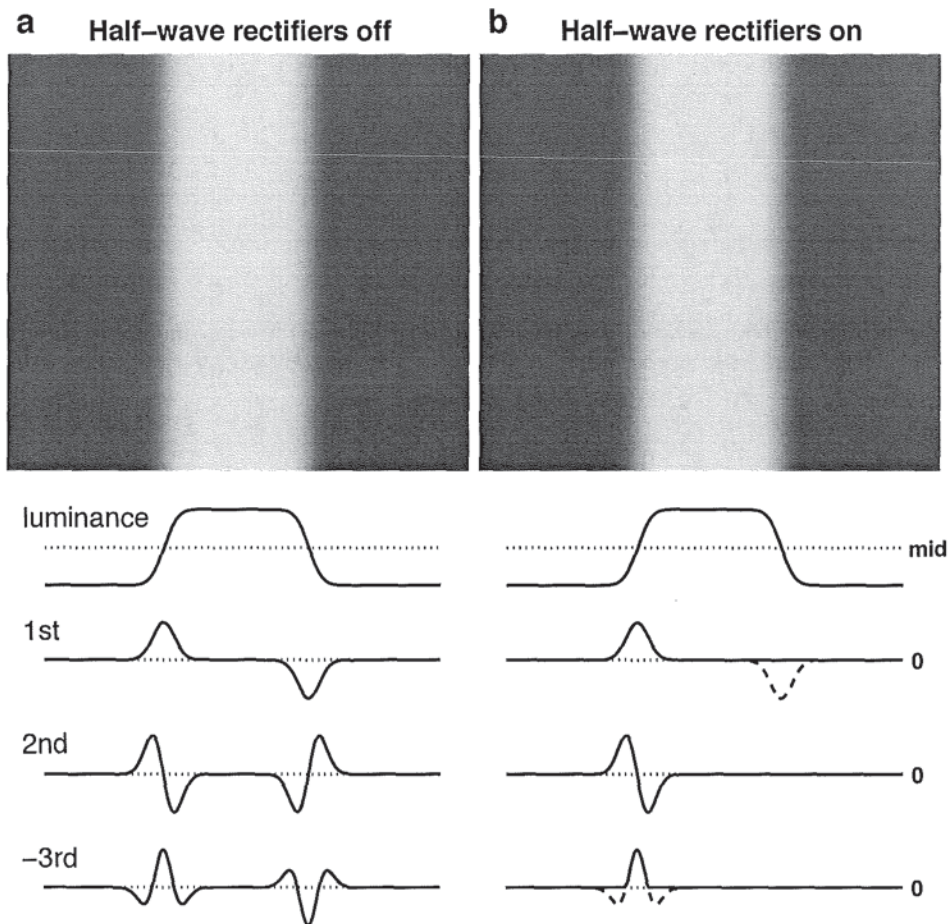 a Half–wave rectifiers off
b Half–wave rectifiers on
luminance
mid
1st
0
2nd
0
–3rd
0